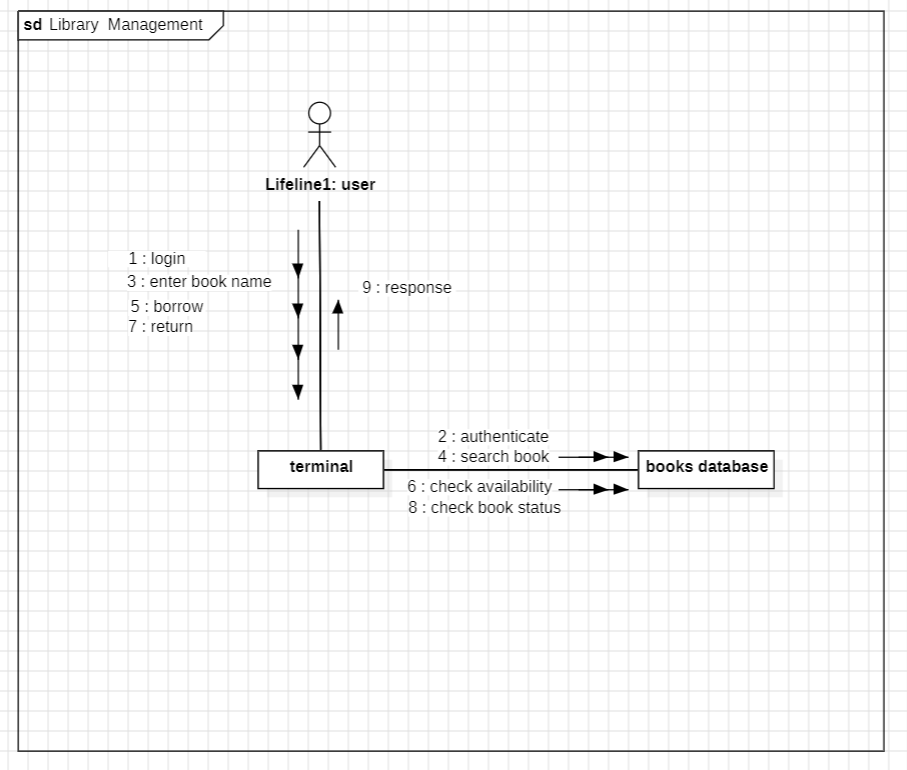 sd Library Management
Lifeline1: user
1 : login
3 : enter book name
5 : borrow
7 : return
9 : response
2 : authenticate
4 : search book
terminal
books database
6 : check availability
8 : check book status